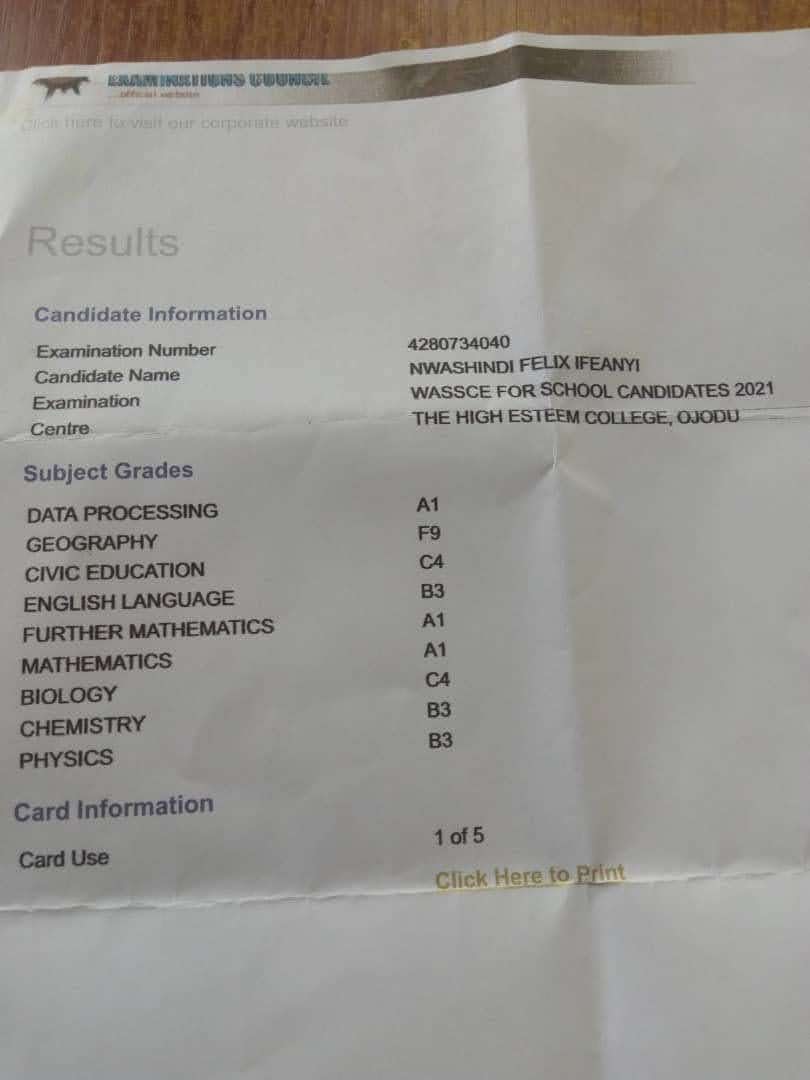 EXAMINATIONS COUNCIL
...official website
Click here to visit our corporate website
Results
Candidate Information
Examination Number 4280734040
Candidate Name NWASHINDI FELIX IFEANYI
Examination WASSCE FOR SCHOOL CANDIDATES 2021
Centre THE HIGH ESTEEM COLLEGE, OJODU
Subject Grades
DATA PROCESSING A1
GEOGRAPHY F9
CIVIC EDUCATION C4
ENGLISH LANGUAGE B3
FURTHER MATHEMATICS A1
MATHEMATICS A1
BIOLOGY C4
CHEMISTRY B3
PHYSICS B3
Card Information
Card Use 1 of 5
Click Here to Print